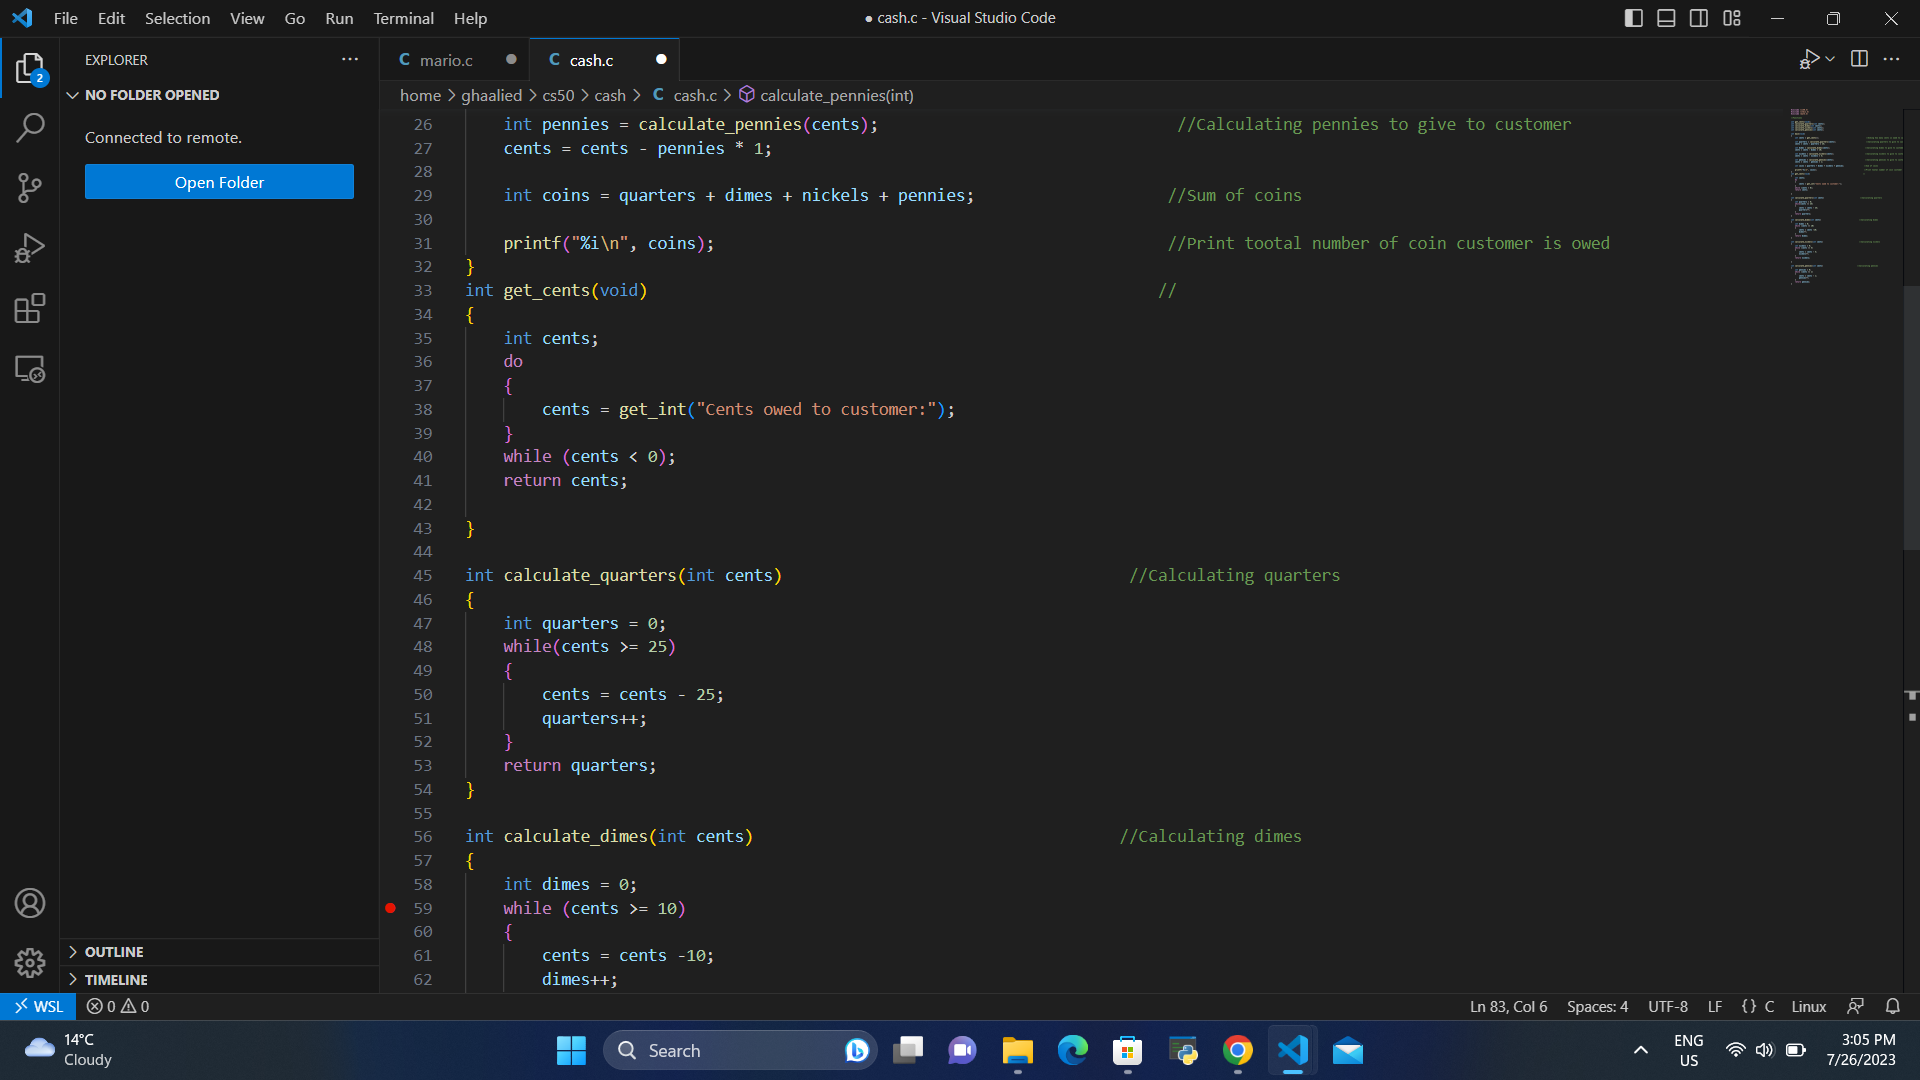 File Edit Selection View Go Run Terminal Help
● cash.c - Visual Studio Code
EXPLORER
2
NO FOLDER OPENED
Connected to remote.
Open Folder
OUTLINE
TIMELINE
C mario.c
C cash.c
home > ghaalied > cs50 > cash > C cash.c > calculate_pennies(int)
26 int pennies = calculate_pennies(cents); //Calculating pennies to give to customer
27 cents = cents - pennies * 1;
28
29 int coins = quarters + dimes + nickels + pennies; //Sum of coins
30
31 printf("%i\n", coins); //Print tootal number of coin customer is owed
32 }
33 int get_cents(void) //
34 {
35 int cents;
36 do
37 {
38 cents = get_int("Cents owed to customer:");
39 }
40 while (cents < 0);
41 return cents;
42
43 }
44
45 int calculate_quarters(int cents) //Calculating quarters
46 {
47 int quarters = 0;
48 while(cents >= 25)
49 {
50 cents = cents - 25;
51 quarters++;
52 }
53 return quarters;
54 }
55
56 int calculate_dimes(int cents) //Calculating dimes
57 {
58 int dimes = 0;
59 while (cents >= 10)
60 {
61 cents = cents -10;
62 dimes++;
WSL 0 0
Ln 83, Col 6 Spaces: 4 UTF-8 LF {} C Linux
14°C
Cloudy
Search
ENG
US
3:05 PM
7/26/2023